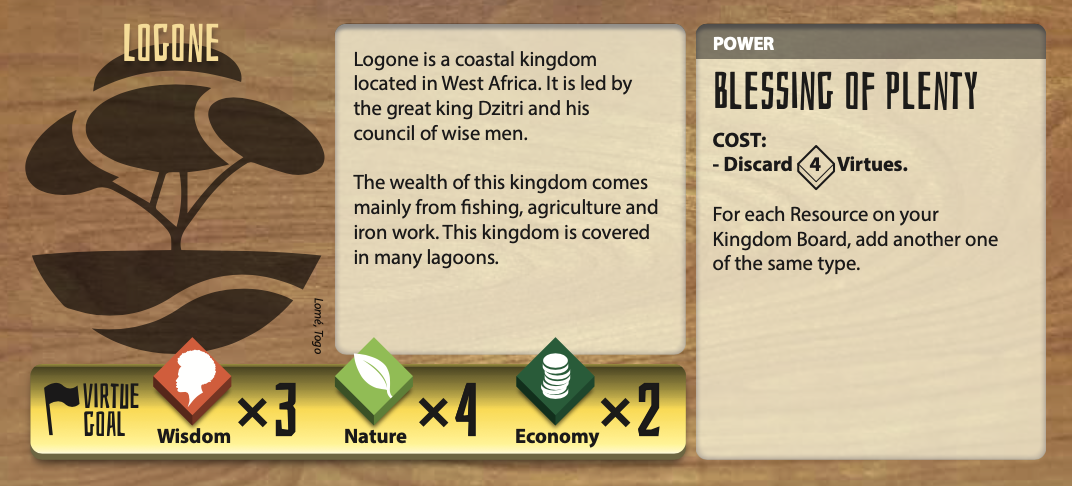 LOGONE
Logone is a coastal kingdom
located in West Africa. It is led by
the great king Dzitri and his
council of wise men.
The wealth of this kingdom comes
mainly from fishing, agriculture and
iron work. This kingdom is covered
in many lagoons.
Lomé, Togo
VIRTUE
GOAL
×3
Wisdom
×4
Nature
×2
Economy
POWER
BLESSING OF PLENTY
COST:
- Discard 4 Virtues.
For each Resource on your
Kingdom Board, add another one
of the same type.